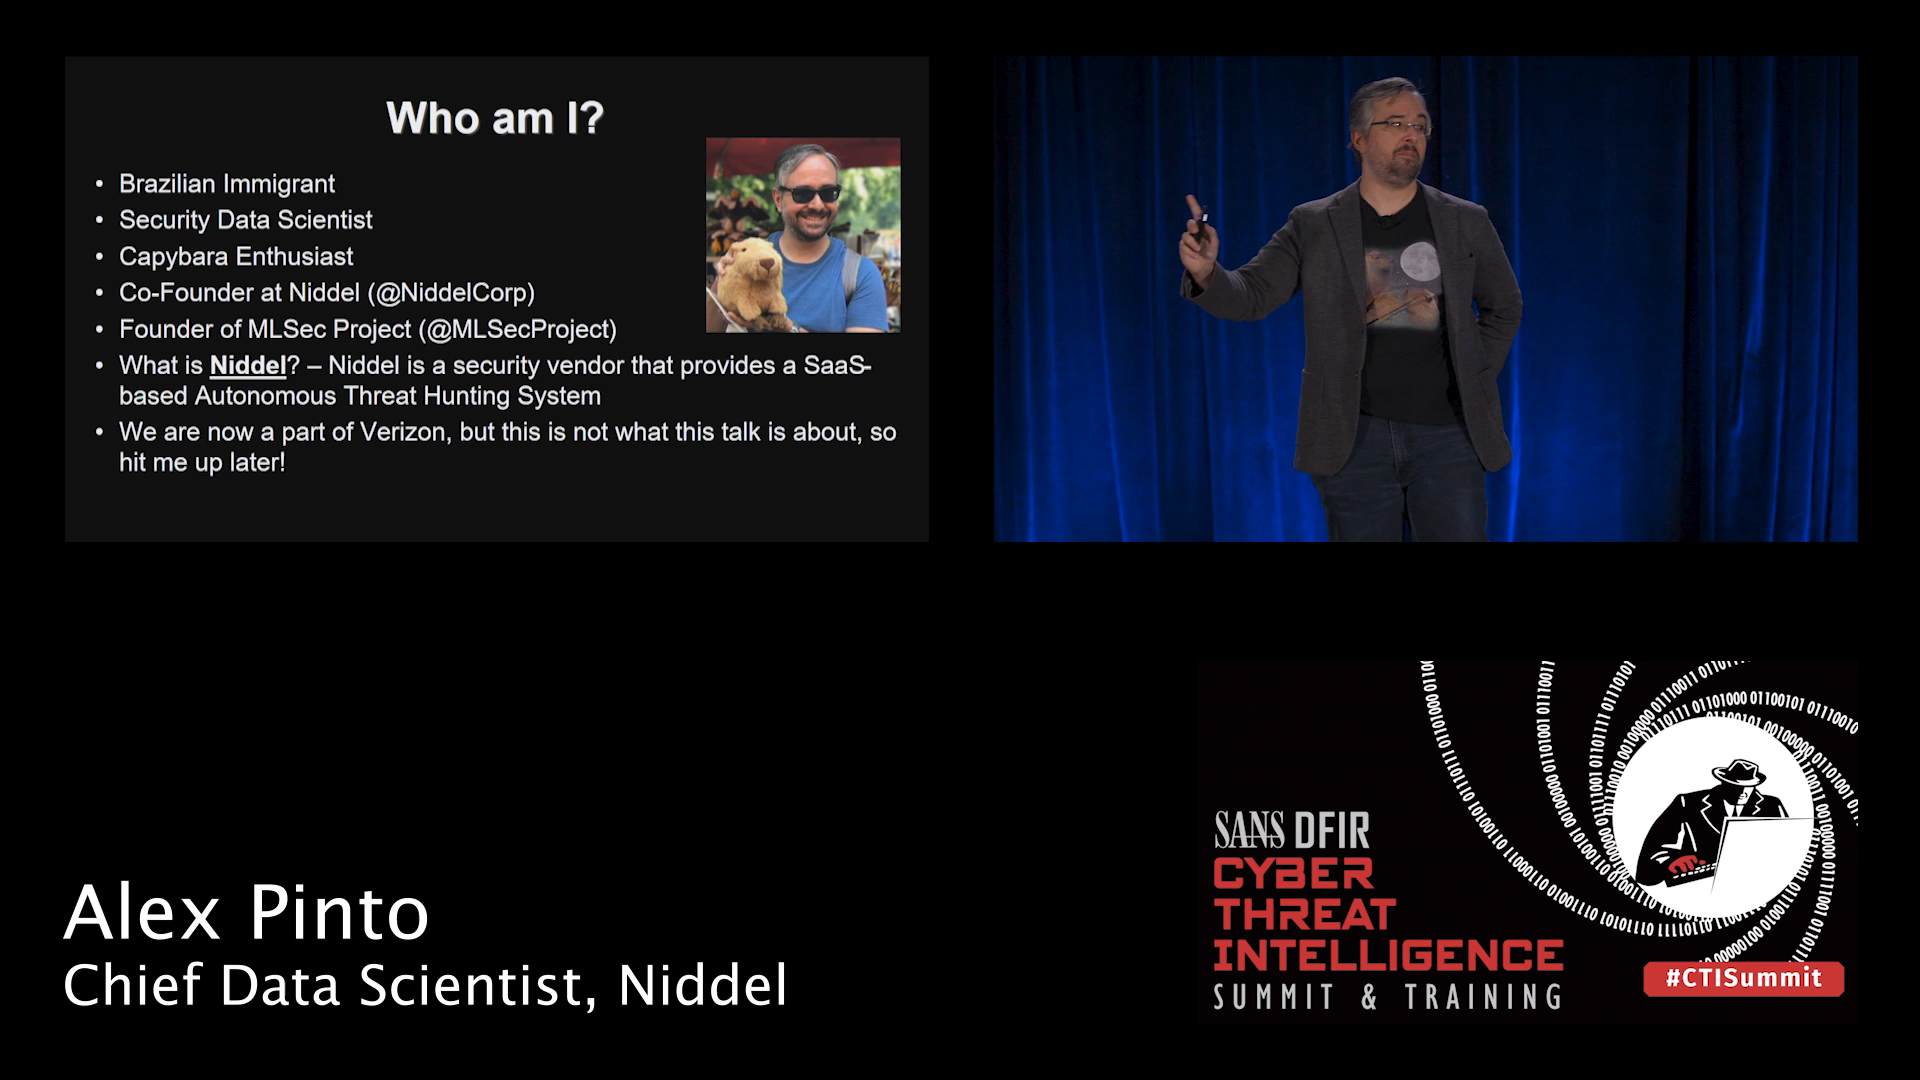 Who am I?
• Brazilian Immigrant
• Security Data Scientist
• Capybara Enthusiast
• Co-Founder at Niddel (@NiddelCorp)
• Founder of MLSec Project (@MLSecProject)
• What is Niddel? – Niddel is a security vendor that provides a SaaS-
based Autonomous Threat Hunting System
• We are now a part of Verizon, but this is not what this talk is about, so
hit me up later!
Alex Pinto
Chief Data Scientist, Niddel
SANS DFIR
CYBER
THREAT
INTELLIGENCE
SUMMIT & TRAINING
#CTISummit